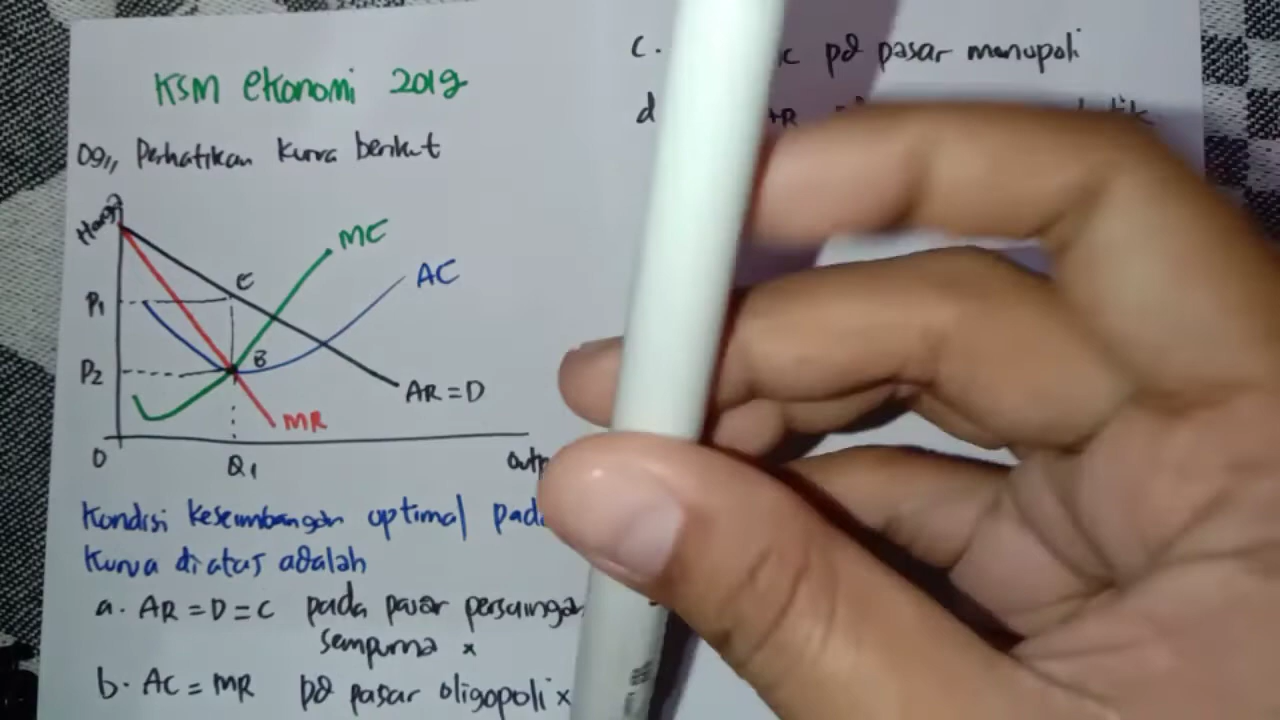 KSM ekonomi 2019
09,, Perhatikan kurva berikut
Harga
MC
C
AC
P1
B
P2
AR = D
MR
0
Q1
Kondisi keseimbangan optimal
kurva diatas adalah
a. AR = D = C pada pasar persaingan
sempurna x
b. AC = MR pd pasar oligopoli x
c. pd pasar monopoli
d